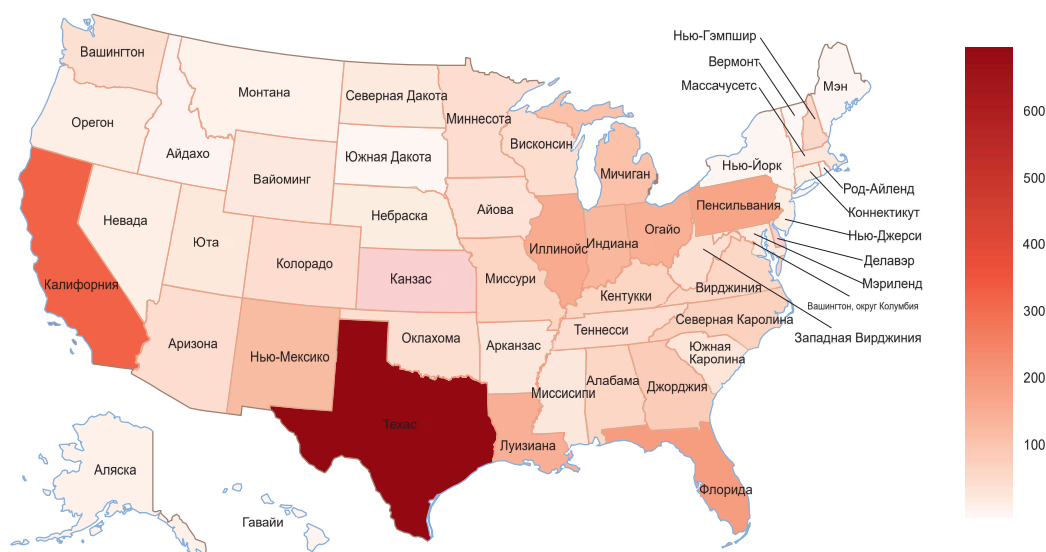 Нью-Гэмпшир
Вашингтон
Вермонт
Массачусетс
Мэн
Монтана
Северная Дакота
Миннесота
Орегон
Висконсин
Айдахо
Южная Дакота
Нью-Йорк
Мичиган
Вайоминг
Род-Айленд
Айова
Пенсильвания
Небраска
Коннектикут
Невада
Огайо
Нью-Джерси
Юта
Иллинойс
Индиана
Делавэр
Колорадо
Канзас
Миссури
Мэриленд
Калифорния
Кентукки
Вирджиния
Вашингтон, округ Колумбия
Северная Каролина
Теннесси
Западная Вирджиния
Аризона
Оклахома
Арканзас
Южная
Каролина
Нью-Мексико
Алабама
Джорджия
Миссисипи
Техас
Луизиана
Аляска
Флорида
Гавайи
600
500
400
300
200
100